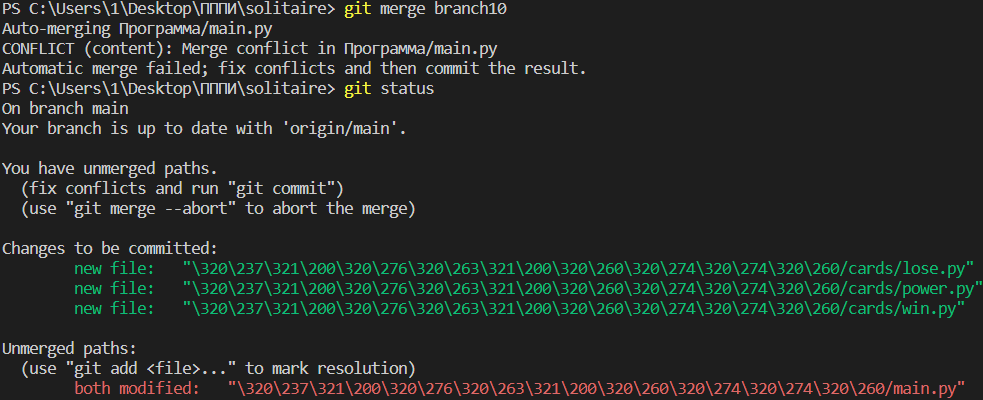 PS C:\Users\1\Desktop\ПППИ\solitaire> git merge branch10
Auto-merging Программа/main.py
CONFLICT (content): Merge conflict in Программа/main.py
Automatic merge failed; fix conflicts and then commit the result.
PS C:\Users\1\Desktop\ПППИ\solitaire> git status
On branch main
Your branch is up to date with 'origin/main'.
You have unmerged paths.
(fix conflicts and run "git commit")
(use "git merge --abort" to abort the merge)
Changes to be committed:
new file: "\320\237\321\200\320\276\320\263\321\200\320\260\320\274\320\274\320\260/cards/lose.py"
new file: "\320\237\321\200\320\276\320\263\321\200\320\260\320\274\320\274\320\260/cards/power.py"
new file: "\320\237\321\200\320\276\320\263\321\200\320\260\320\274\320\274\320\260/cards/win.py"
Unmerged paths:
(use "git add <file>..." to mark resolution)
both modified: "\320\237\321\200\320\276\320\263\321\200\320\260\320\274\320\274\320\260/main.py"